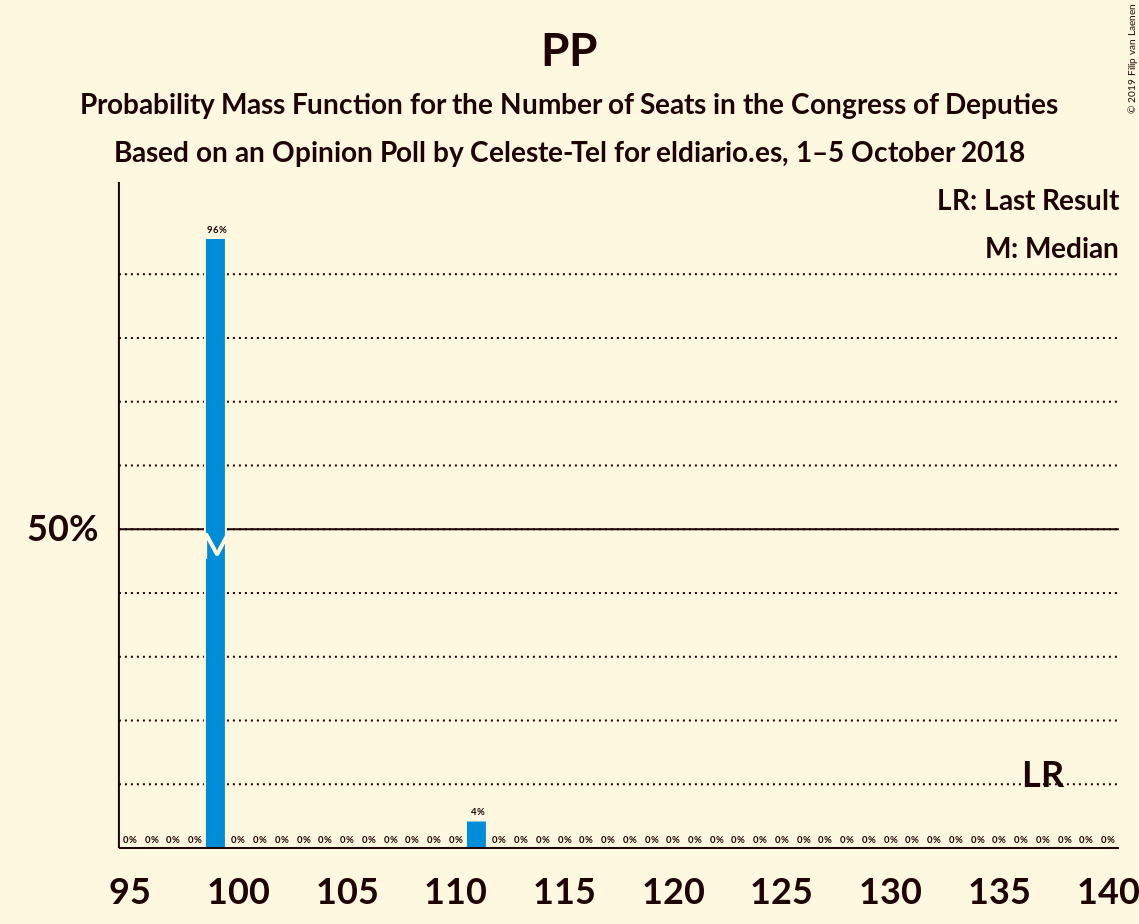 PP
Probability Mass Function for the Number of Seats in the Congress of Deputies
Based on an Opinion Poll by Celeste-Tel for eldiario.es, 1–5 October 2018
© 2019 Filip van Laenen
LR: Last Result
M: Median
96%
50%
M
LR
4%
0% 0% 0% 0% 0% 0% 0% 0% 0% 0% 0% 0% 0% 0% 0% 0% 0% 0% 0% 0% 0% 0% 0% 0% 0% 0% 0% 0% 0% 0% 0% 0% 0% 0% 0% 0% 0% 0% 0% 0% 0% 0% 0% 0%
95 100 105 110 115 120 125 130 135 140